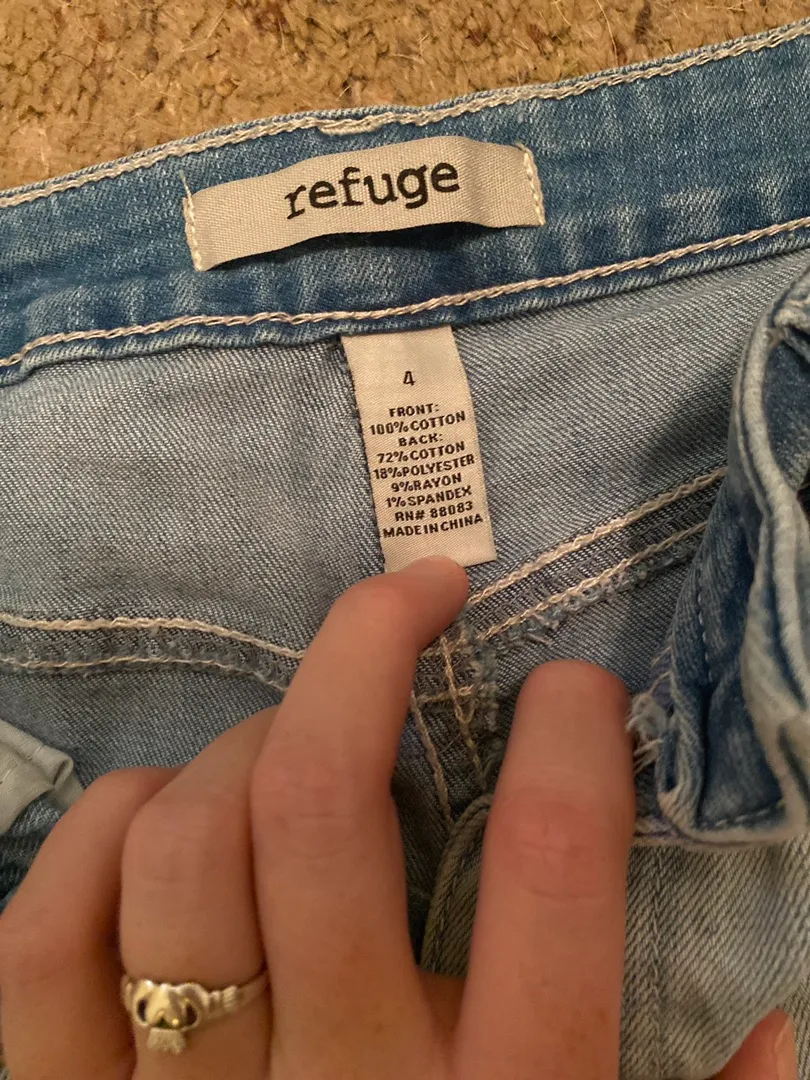 refuge
4
FRONT:
100%COTTON
BACK:
72%COTTON
18%POLYESTER
9%RAYON
1%SPANDEX
RN# 88083
MADE IN CHINA